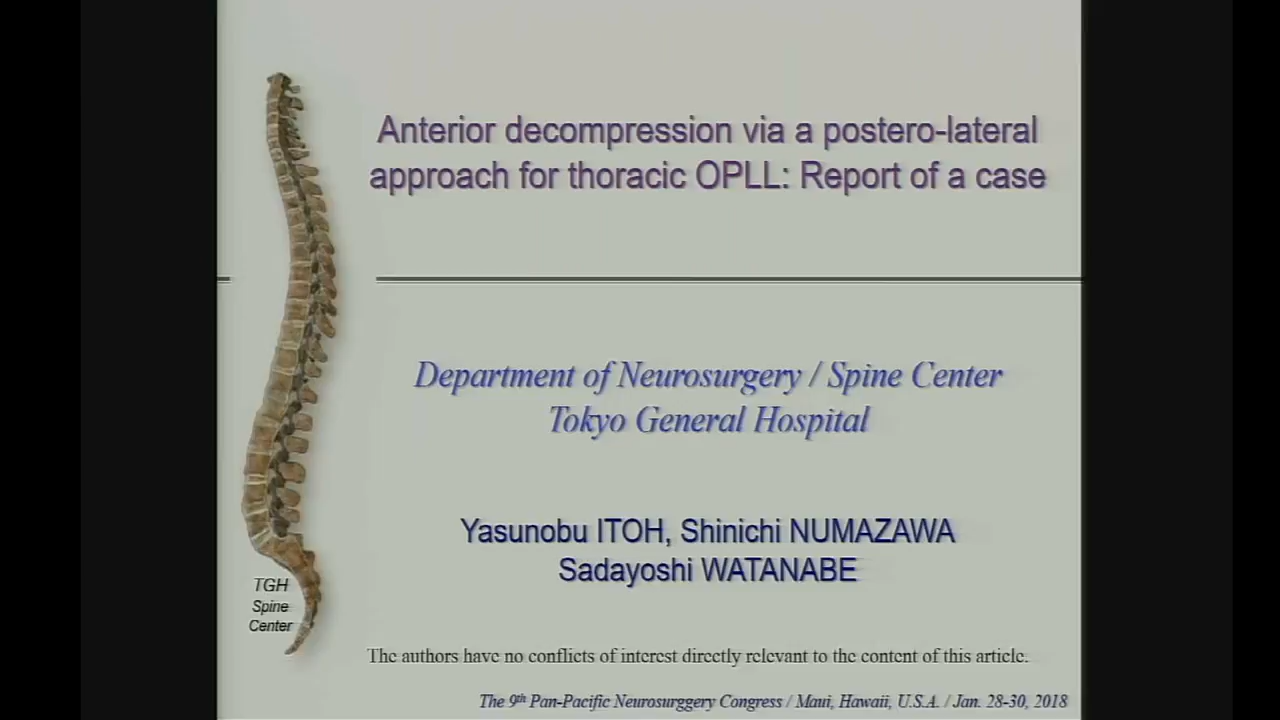 Anterior decompression via a postero-lateral
approach for thoracic OPLL: Report of a case
Department of Neurosurgery / Spine Center
Tokyo General Hospital
Yasunobu ITOH, Shinichi NUMAZAWA
Sadayoshi WATANABE
TGH
Spine
Center
The authors have no conflicts of interest directly relevant to the content of this article.
The 9th Pan-Pacific Neurosurggery Congress / Maui, Hawaii, U.S.A. / Jan. 28-30, 2018